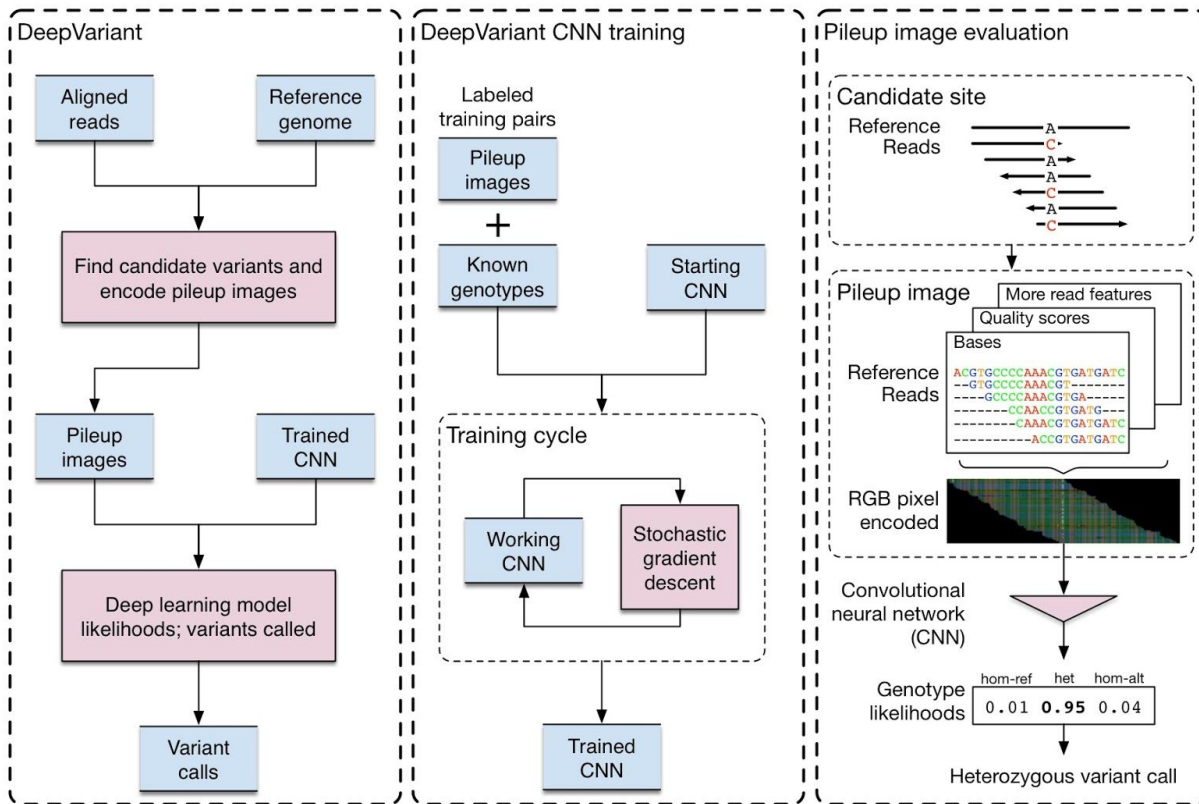 DeepVariant
Aligned
reads
Reference
genome
Find candidate variants and
encode pileup images
Pileup
images
Trained
CNN
Deep learning model
likelihoods; variants called
Variant
calls
DeepVariant CNN training
Labeled
training pairs
Pileup
images
+
Known
genotypes
Starting
CNN
Training cycle
Working
CNN
Stochastic
gradient
descent
Trained
CNN
Pileup image evaluation
Candidate site
Reference
Reads
A
C
A
A
C
A
C
Pileup image
More read features
Quality scores
Bases
Reference
Reads
ACGTGCCCCAAACGTGATGATC
--GTGCCCCAAACGT-------
----GCCCCAAACGTGA-----
-------CCAACCGTGATG---
--------CAAACGTGATGATC
----------ACCGTGATGATC
RGB pixel
encoded
Convolutional
neural network
(CNN)
Genotype
likelihoods
hom-ref het hom-alt
0.01 0.95 0.04
Heterozygous variant call